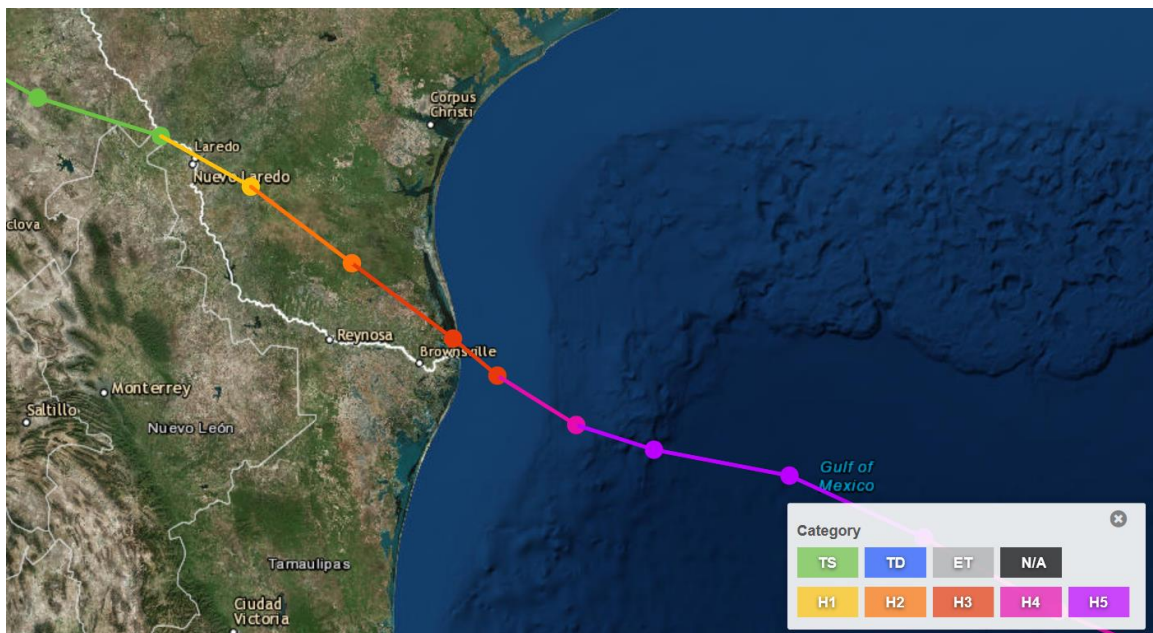 Corpus
Christi
Laredo
Nuevo Laredo
clova
Reynosa
Brownsville
Monterrey
Saltillo
Nuevo León
Gulf of
Mexico
Category
TS TD ET N/A
Tamaulipas
H1 H2 H3 H4 H5
Ciudad
Victoria